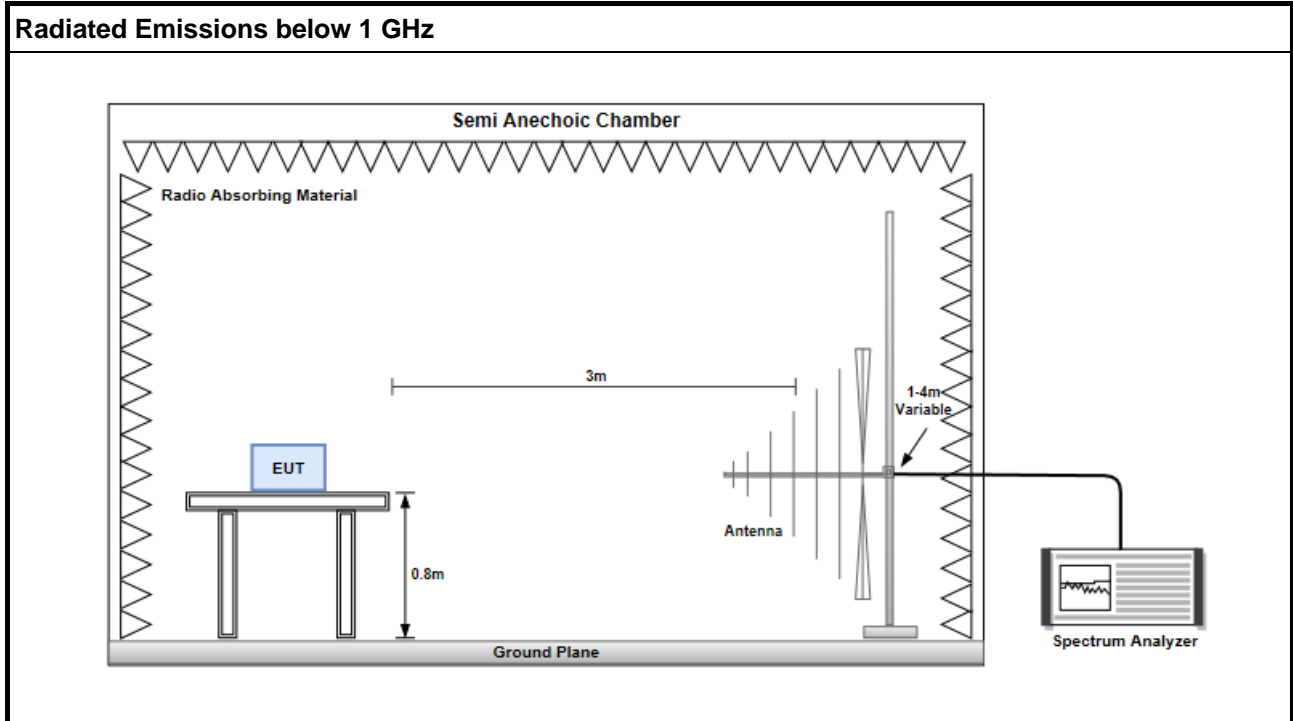 Radiated Emissions below 1 GHz
Semi Anechoic Chamber
Radio Absorbing Material
3m
1-4m
Variable
EUT
Antenna
0.8m
Ground Plane
Spectrum Analyzer